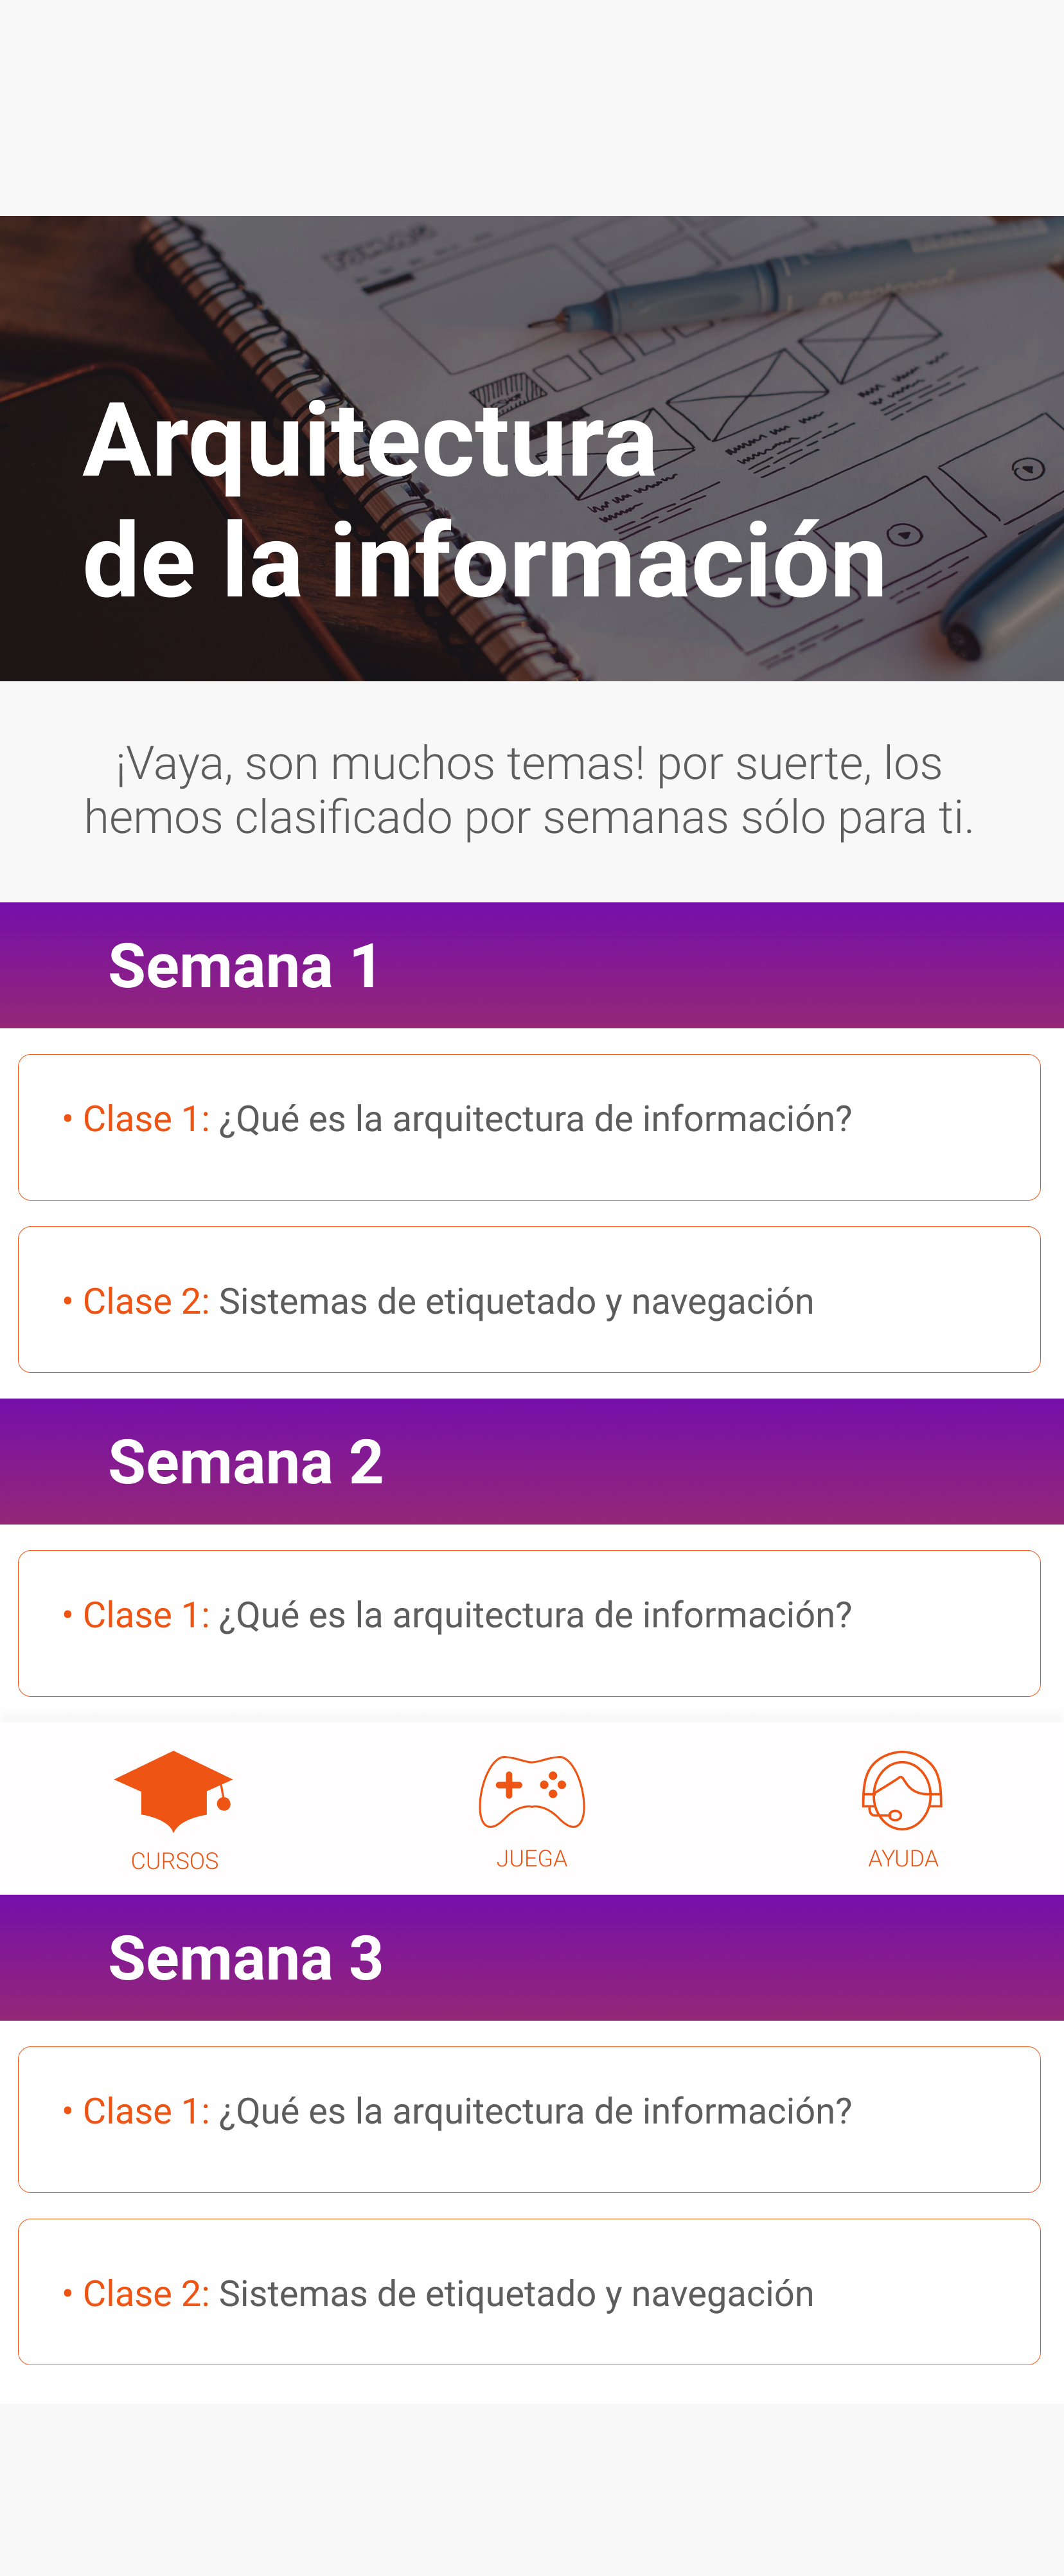 Arquitectura
de la información
¡Vaya, son muchos temas! por suerte, los
hemos clasificado por semanas sólo para ti.
Semana 1
• Clase 1: ¿Qué es la arquitectura de información?
• Clase 2: Sistemas de etiquetado y navegación
Semana 2
• Clase 1: ¿Qué es la arquitectura de información?
CURSOS
JUEGA
AYUDA
Semana 3
• Clase 1: ¿Qué es la arquitectura de información?
• Clase 2: Sistemas de etiquetado y navegación